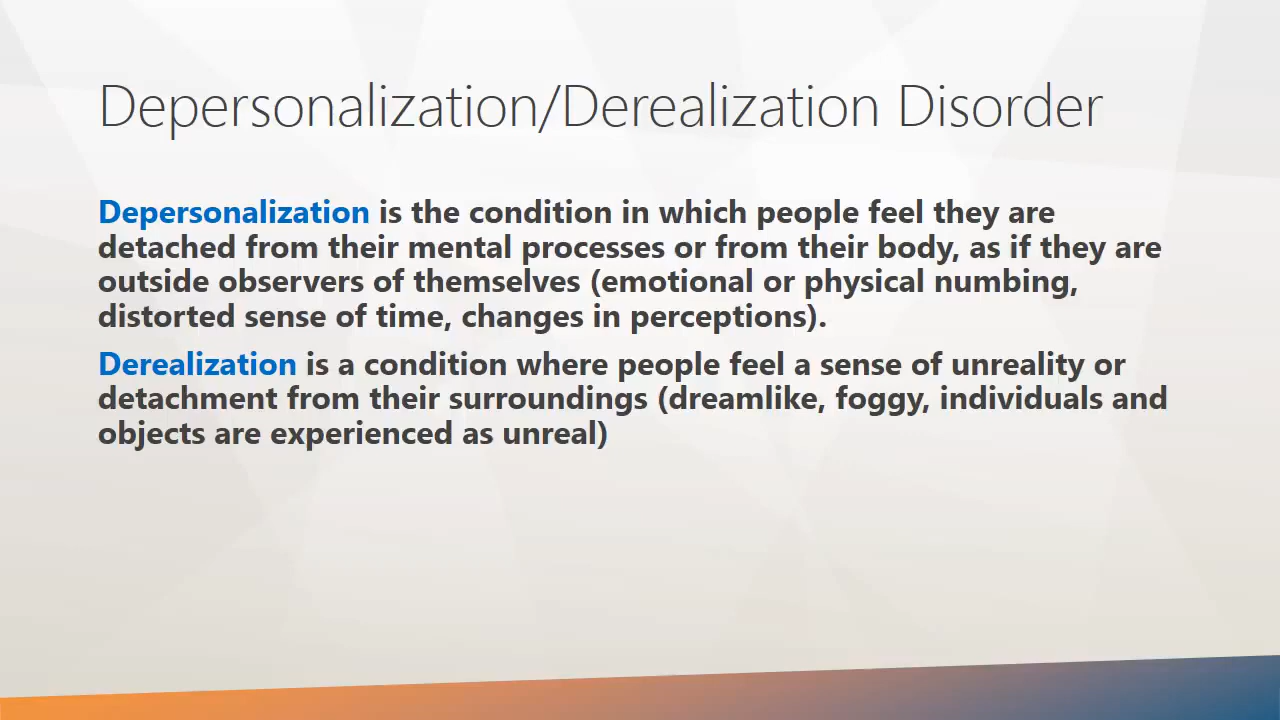 Depersonalization/Derealization Disorder
Depersonalization is the condition in which people feel they are
detached from their mental processes or from their body, as if they are
outside observers of themselves (emotional or physical numbing,
distorted sense of time, changes in perceptions).
Derealization is a condition where people feel a sense of unreality or
detachment from their surroundings (dreamlike, foggy, individuals and
objects are experienced as unreal)